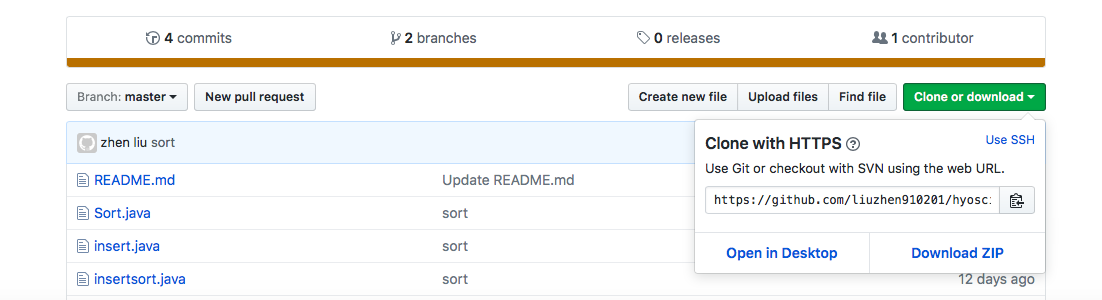 4 commits 2 branches 0 releases 1 contributor
Branch: master New pull request Create new file Upload files Find file Clone or download
zhen liu sort
Clone with HTTPS Use SSH
Use Git or checkout with SVN using the web URL.
https://github.com/liuzhen910201/hyosc
Open in Desktop Download ZIP
README.md Update README.md
Sort.java sort
insert.java sort
insertsort.java sort 12 days ago